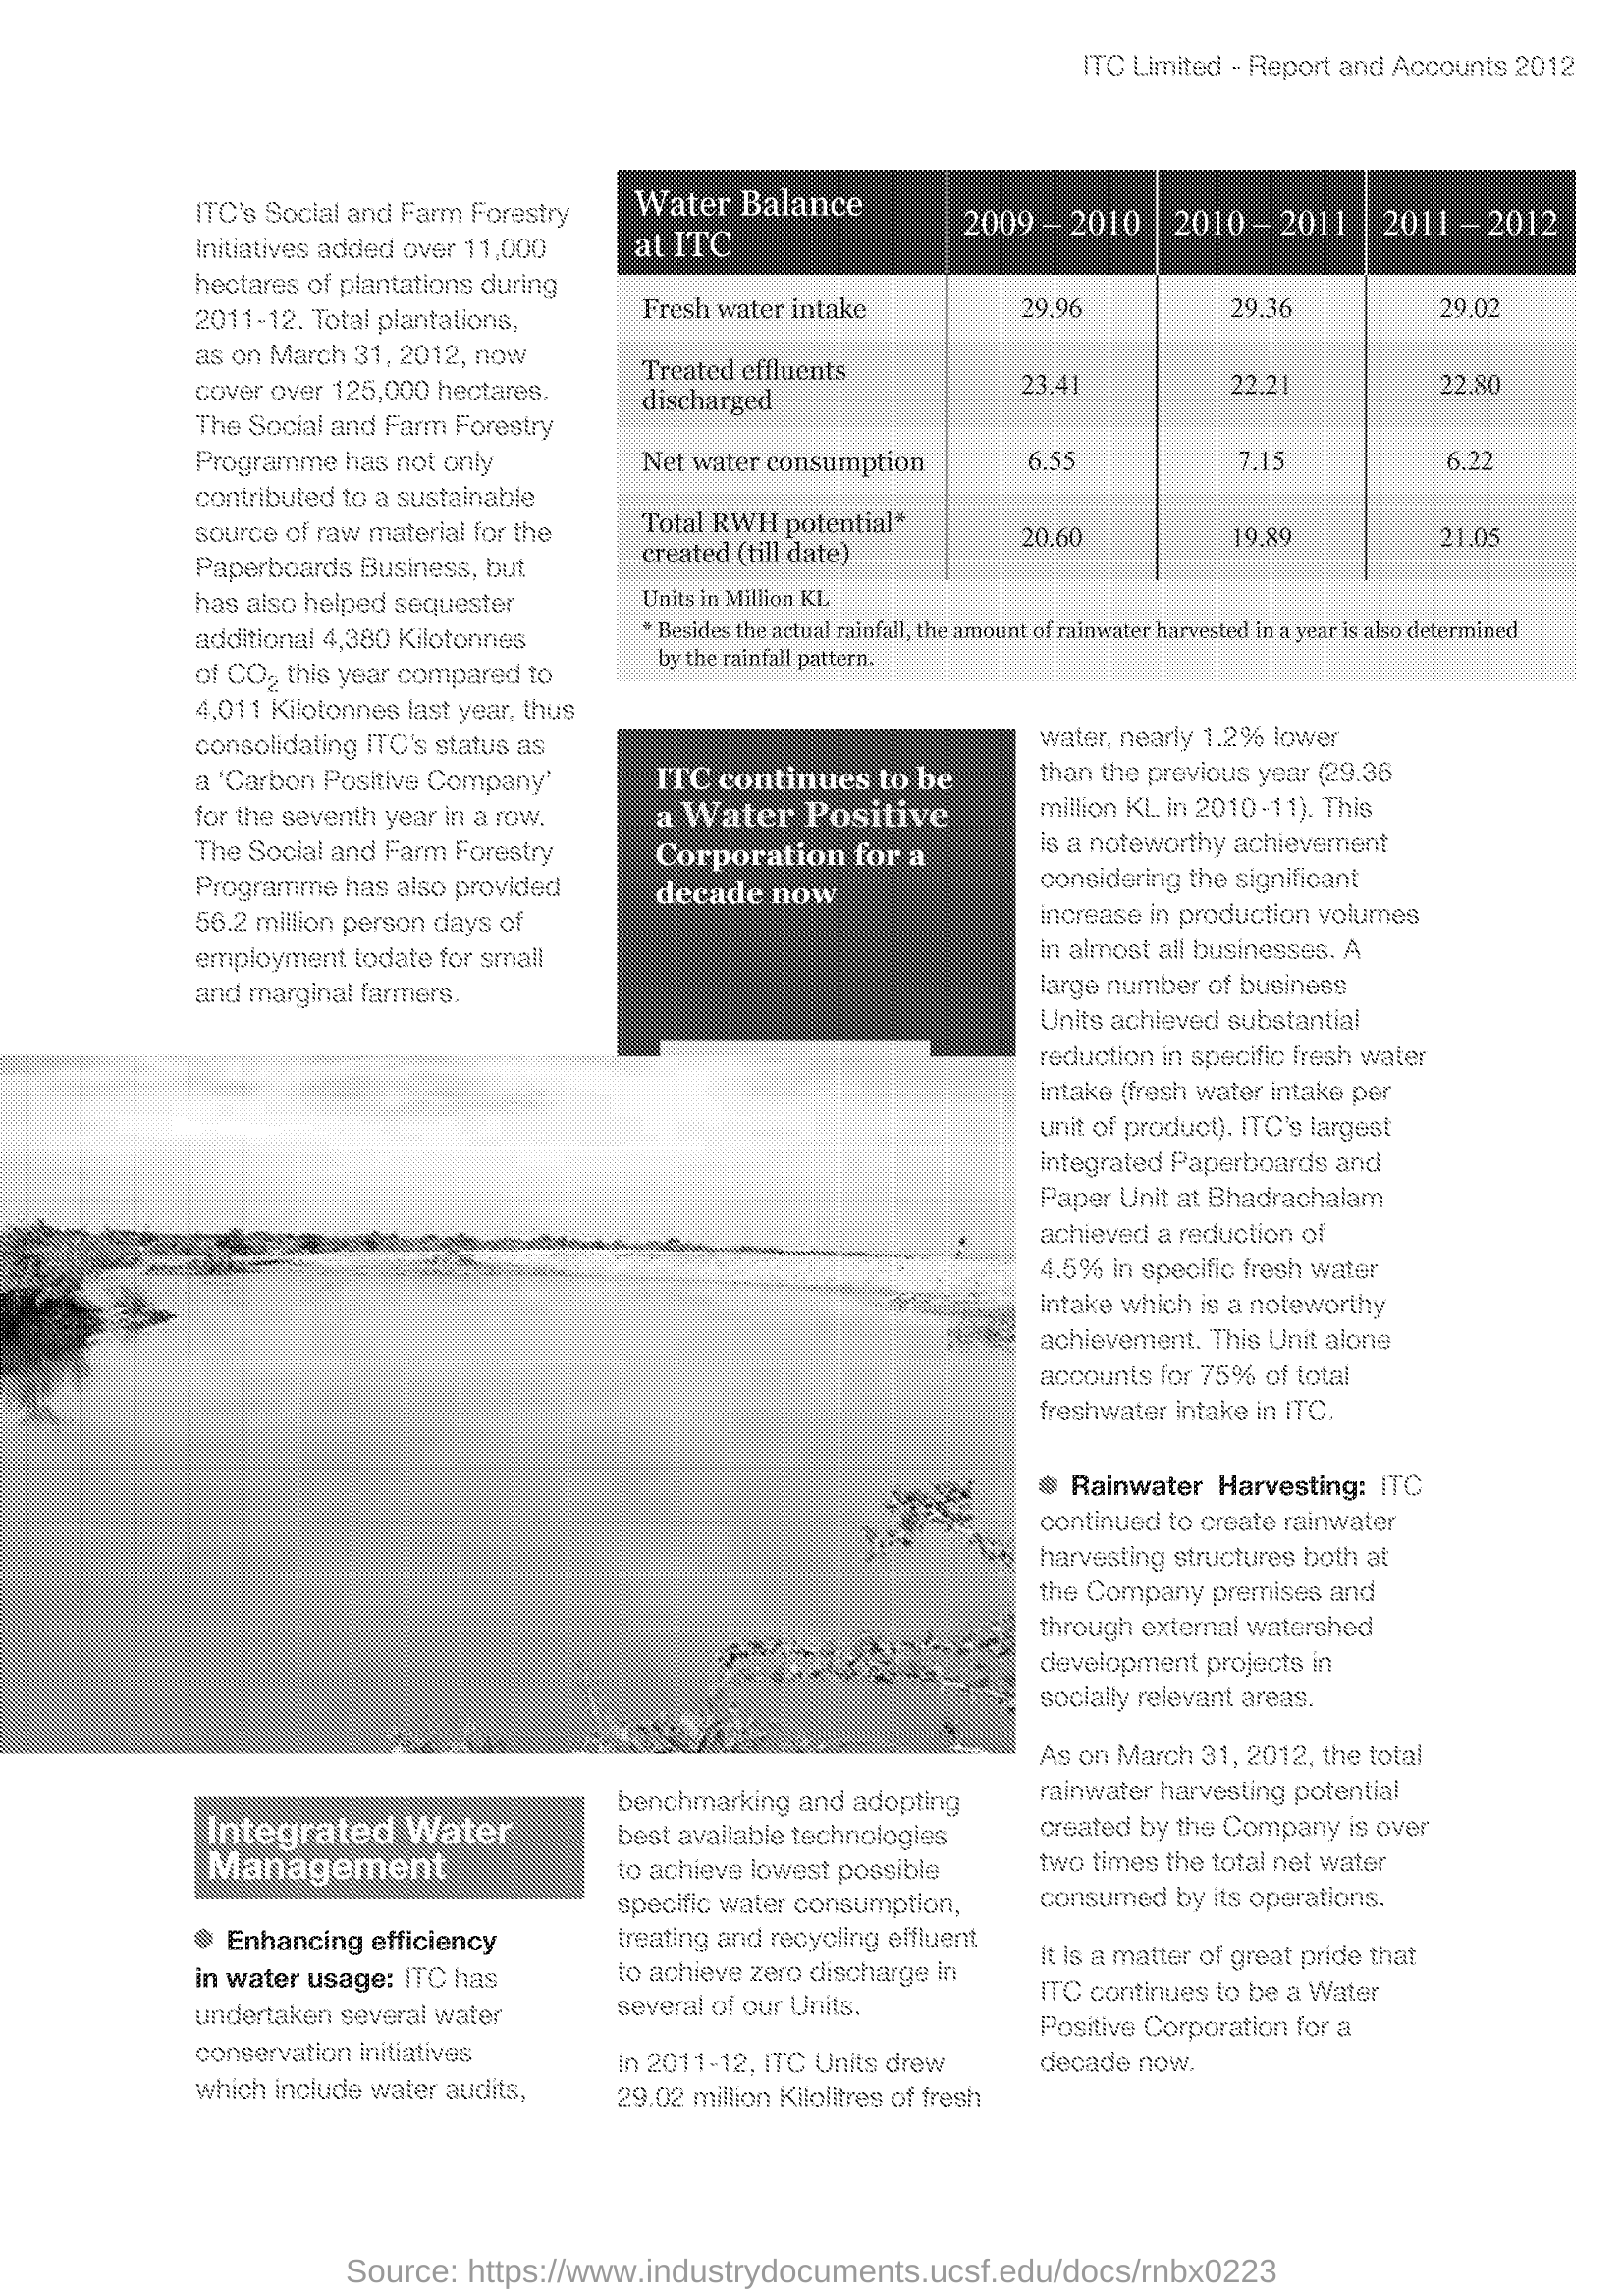 ITC Limited - Report and Accounts 2012
ITC's Social and Farm Forestry
Initiatives added over 11,000
hectares of plantations during
2011-12. Total plantations,
as on March 31, 2012, now
cover over 125,000 hectares.
The Social and Farm Forestry
Programme has not only
contributed to a sustainable
source of raw material for the
Paperboards Business, but
has also helped sequester
additional 4,380 Kilotonnes
of CO₂ this year compared to
4,011 Kilotonnes last year, thus
consolidating ITC's status as
a 'Carbon Positive Company'
for the seventh year in a row.
The Social and Farm Forestry
Programme has also provided
56.2 million person days of
employment todate for small
and marginal farmers.
Water Balance
at ITC
2009 – 2010 2010 – 2011 2011 – 2012
Fresh water intake 29.96 29.36 29.02
Treated effluents
discharged 23.41 22.21 22.80
Net water consumption 6.55 7.15 6.22
Total RWH potential*
created (till date) 20.60 19.89 21.05
Units in Million KL
* Besides the actual rainfall, the amount of rainwater harvested in a year is also determined
by the rainfall pattern.
ITC continues to be
a Water Positive
Corporation for a
decade now
Integrated Water
Management
Enhancing efficiency
in water usage: ITC has
undertaken several water
conservation initiatives
which include water audits,
benchmarking and adopting
best available technologies
to achieve lowest possible
specific water consumption,
treating and recycling effluent
to achieve zero discharge in
several of our Units.
In 2011-12, ITC Units drew
29.02 million Kilolitres of fresh
water, nearly 1.2% lower
than the previous year (29.36
million KL in 2010-11). This
is a noteworthy achievement
considering the significant
increase in production volumes
in almost all businesses. A
large number of business
Units achieved substantial
reduction in specific fresh water
intake (fresh water intake per
unit of product). ITC's largest
integrated Paperboards and
Paper Unit at Bhadrachalam
achieved a reduction of
4.5% in specific fresh water
intake which is a noteworthy
achievement. This Unit alone
accounts for 75% of total
freshwater intake in ITC.
Rainwater Harvesting: ITC
continued to create rainwater
harvesting structures both at
the Company premises and
through external watershed
development projects in
socially relevant areas.
As on March 31, 2012, the total
rainwater harvesting potential
created by the Company is over
two times the total net water
consumed by its operations.
It is a matter of great pride that
ITC continues to be a Water
Positive Corporation for a
decade now.
Source: https://www.industrydocuments.ucsf.edu/docs/rnbx0223